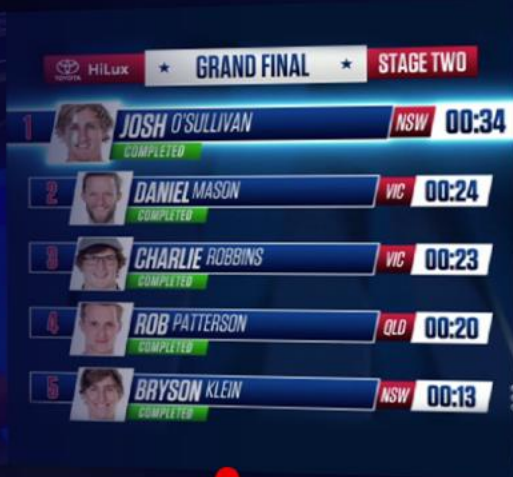 TOYOTA HiLux GRAND FINAL STAGE TWO
1 JOSH O'SULLIVAN NSW 00:34
COMPLETED
2 DANIEL MASON VIC 00:24
COMPLETED
3 CHARLIE ROBBINS VIC 00:23
COMPLETED
4 ROB PATTERSON QLD 00:20
COMPLETED
5 BRYSON KLEIN NSW 00:13
COMPLETED